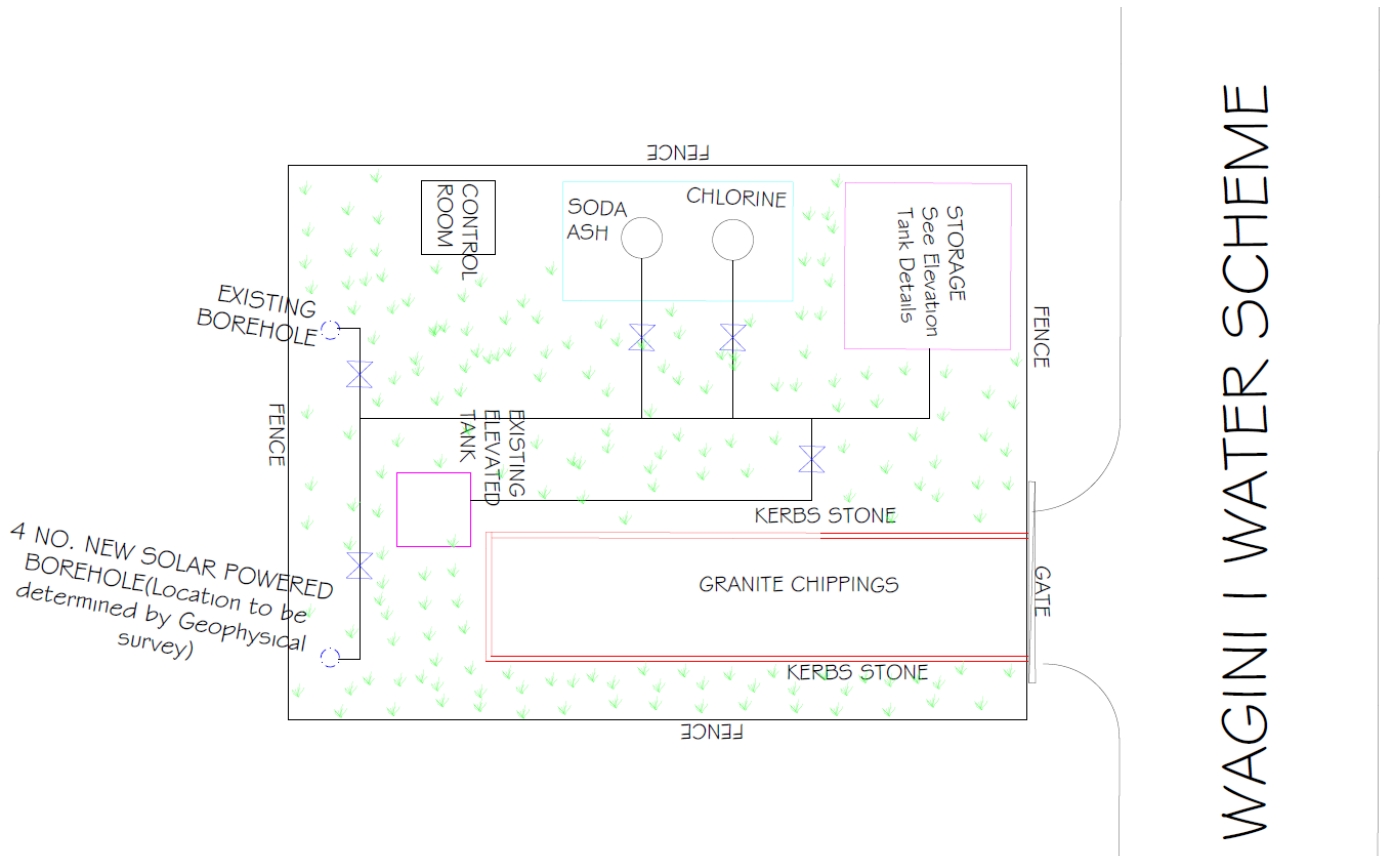 FENCE
CONTROL
ROOM
SODA
ASH
CHLORINE
STORAGE
See Elevation
Tank Details
EXISTING
BOREHOLE
FENCE
FENCE
EXISTING
ELEVATED
TANK
KERBS STONE
4 NO. NEW SOLAR POWERED
BOREHOLE(Location to be
determined by Geophysical
survey)
GRANITE CHIPPINGS
GATE
KERBS STONE
FENCE
WAGINI I WATER SCHEME